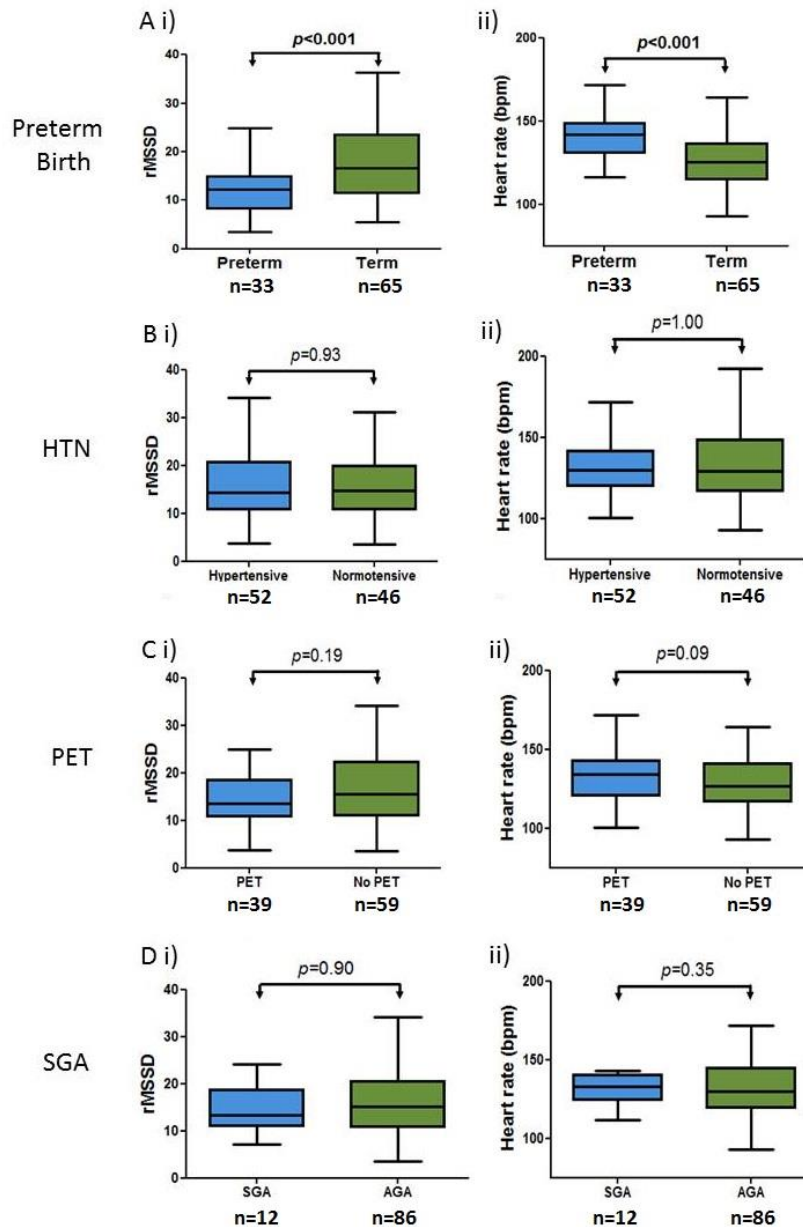 A i)
p<0.001
40
30
20
10
0
rMSSD
Preterm
Term
n=33
n=65
ii)
p<0.001
200
150
100
Heart rate (bpm)
Preterm
Term
n=33
n=65
Preterm
Birth
B i)
p=0.93
40
30
20
10
0
rMSSD
Hypertensive
Normotensive
n=52
n=46
ii)
p=1.00
200
150
100
Heart rate (bpm)
Hypertensive
Normotensive
n=52
n=46
HTN
C i)
p=0.19
40
30
20
10
0
rMSSD
PET
No PET
n=39
n=59
ii)
p=0.09
200
150
100
Heart rate (bpm)
PET
No PET
n=39
n=59
PET
D i)
p=0.90
40
30
20
10
0
rMSSD
SGA
AGA
n=12
n=86
ii)
p=0.35
200
150
100
Heart rate (bpm)
SGA
AGA
n=12
n=86
SGA